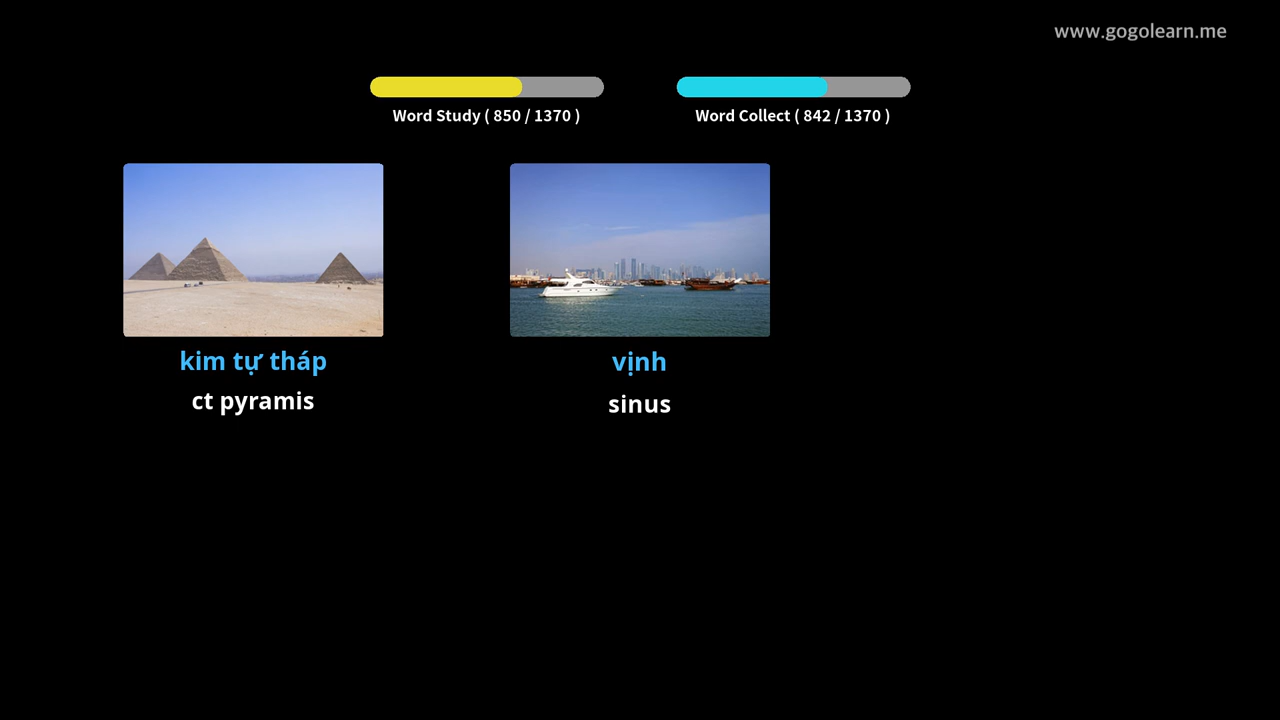 www.gogolearn.me
Word Study ( 850 / 1370 )
Word Collect ( 842 / 1370 )
kim tự tháp
ct pyramis
vịnh
sinus